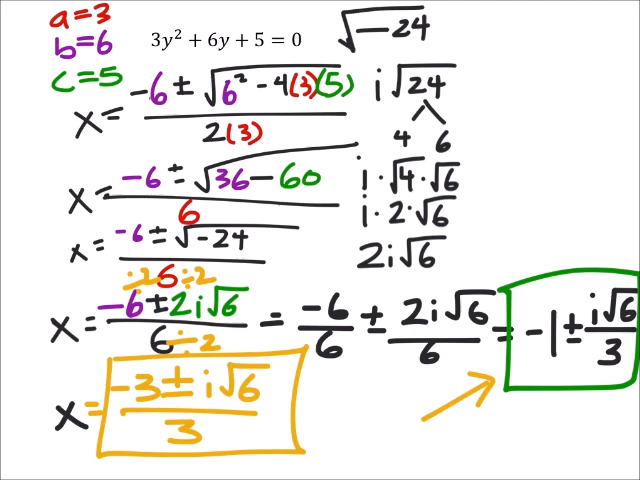 a=3
b=6
c=5
3y² + 6y + 5 = 0
√-24
x= -6 ± √6² - 4(3)(5) / 2(3)
i√24
4 6
x= -6 ± √36-60 / 6
i·√4·√6
i·2·√6
x= -6 ± √-24 / 6
2i√6
÷2 ÷2
x= -6 ± 2i√6 / 6 = -6/6 ± 2i√6/6 = -1 ± i√6/3
÷2
x= -3 ± i√6 / 3